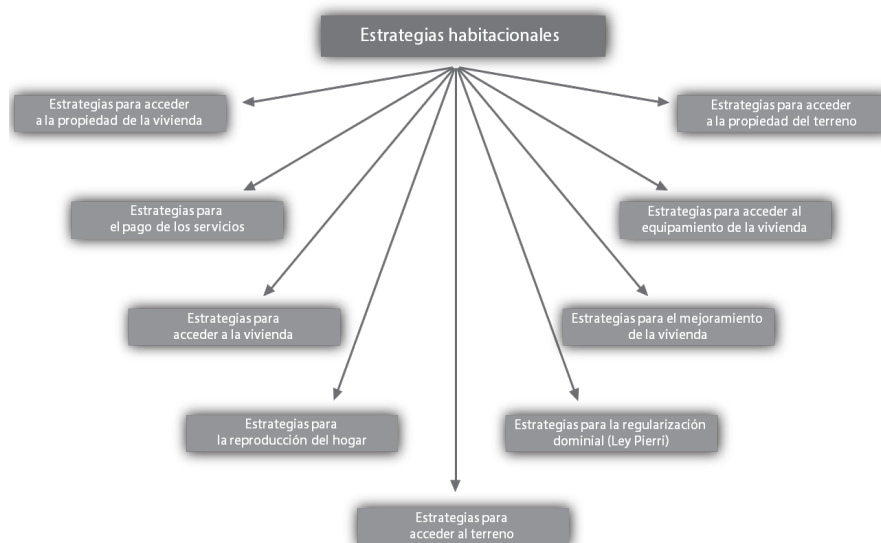 Estrategias habitacionales
Estrategias para acceder
a la propiedad de la vivienda
Estrategias para acceder
a la propiedad del terreno
Estrategias para
el pago de los servicios
Estrategias para acceder al
equipamiento de la vivienda
Estrategias para
acceder a la vivienda
Estrategias para el mejoramiento
de la vivienda
Estrategias para
la reproducción del hogar
Estrategias para la regularización
dominial (Ley Pierri)
Estrategias para
acceder al terreno